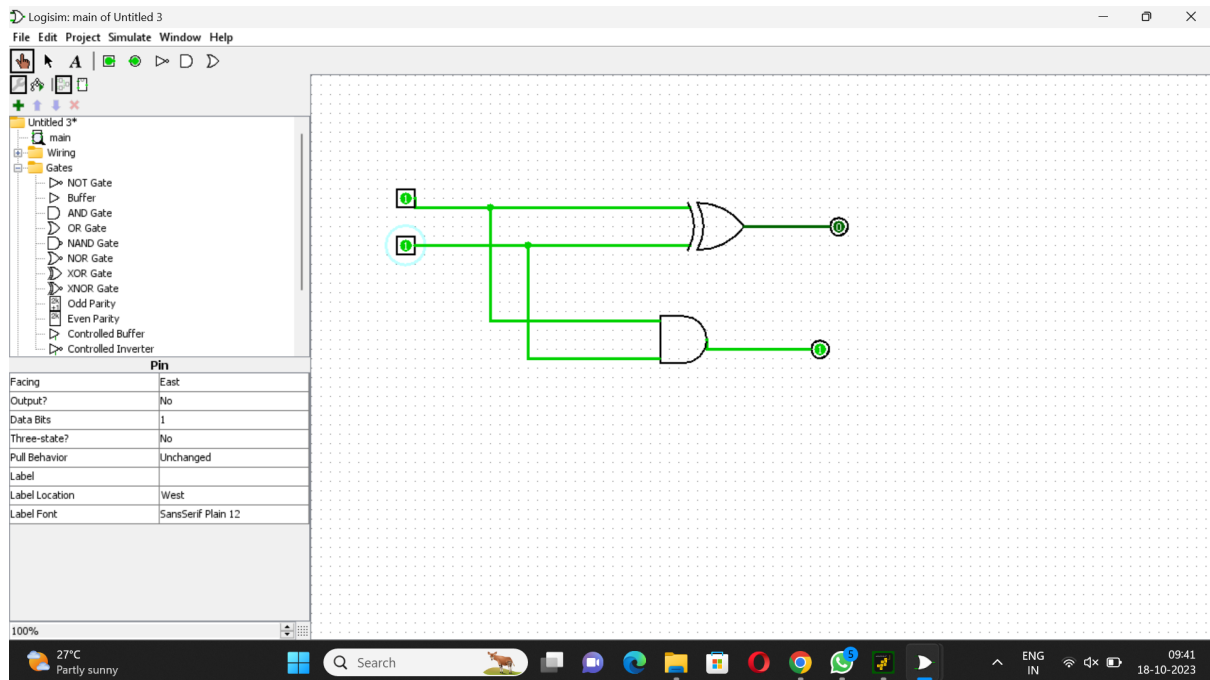 Logisim: main of Untitled 3
File Edit Project Simulate Window Help
A
Untitled 3*
main
Wiring
Gates
NOT Gate
Buffer
AND Gate
OR Gate
NAND Gate
NOR Gate
XOR Gate
XNOR Gate
Odd Parity
Even Parity
Controlled Buffer
Controlled Inverter
Pin
Facing East
Output? No
Data Bits 1
Three-state? No
Pull Behavior Unchanged
Label
Label Location West
Label Font SansSerif Plain 12
100%
1
0
1
1
27°C
Partly sunny
Search
5
ENG
IN
09:41
18-10-2023